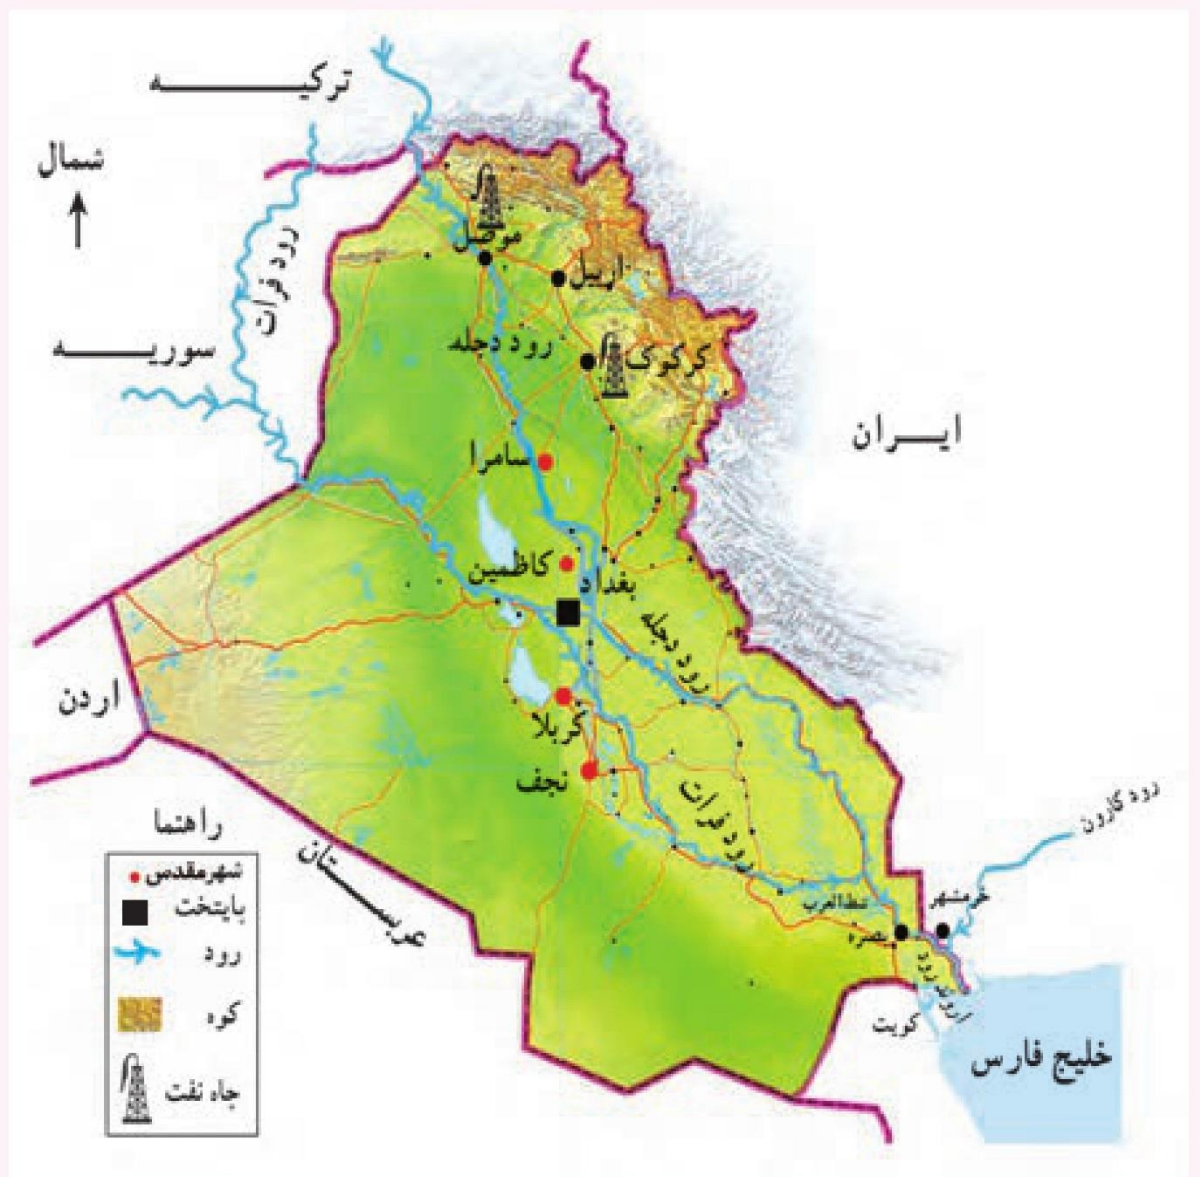 ترکیه
شمال
رود فرات
موصل
اربیل
سوریه
رود دجله
کرکوک
ایران
سامرا
کاظمین
بغداد
رود دجله
اردن
کربلا
نجف
رود فرات
رود کارون
راهنما
شهر مقدس
پایتخت
رود
کوه
چاه نفت
عربستان
شط العرب
خرمشهر
بصره
اروند رود
کویت
خلیج فارس